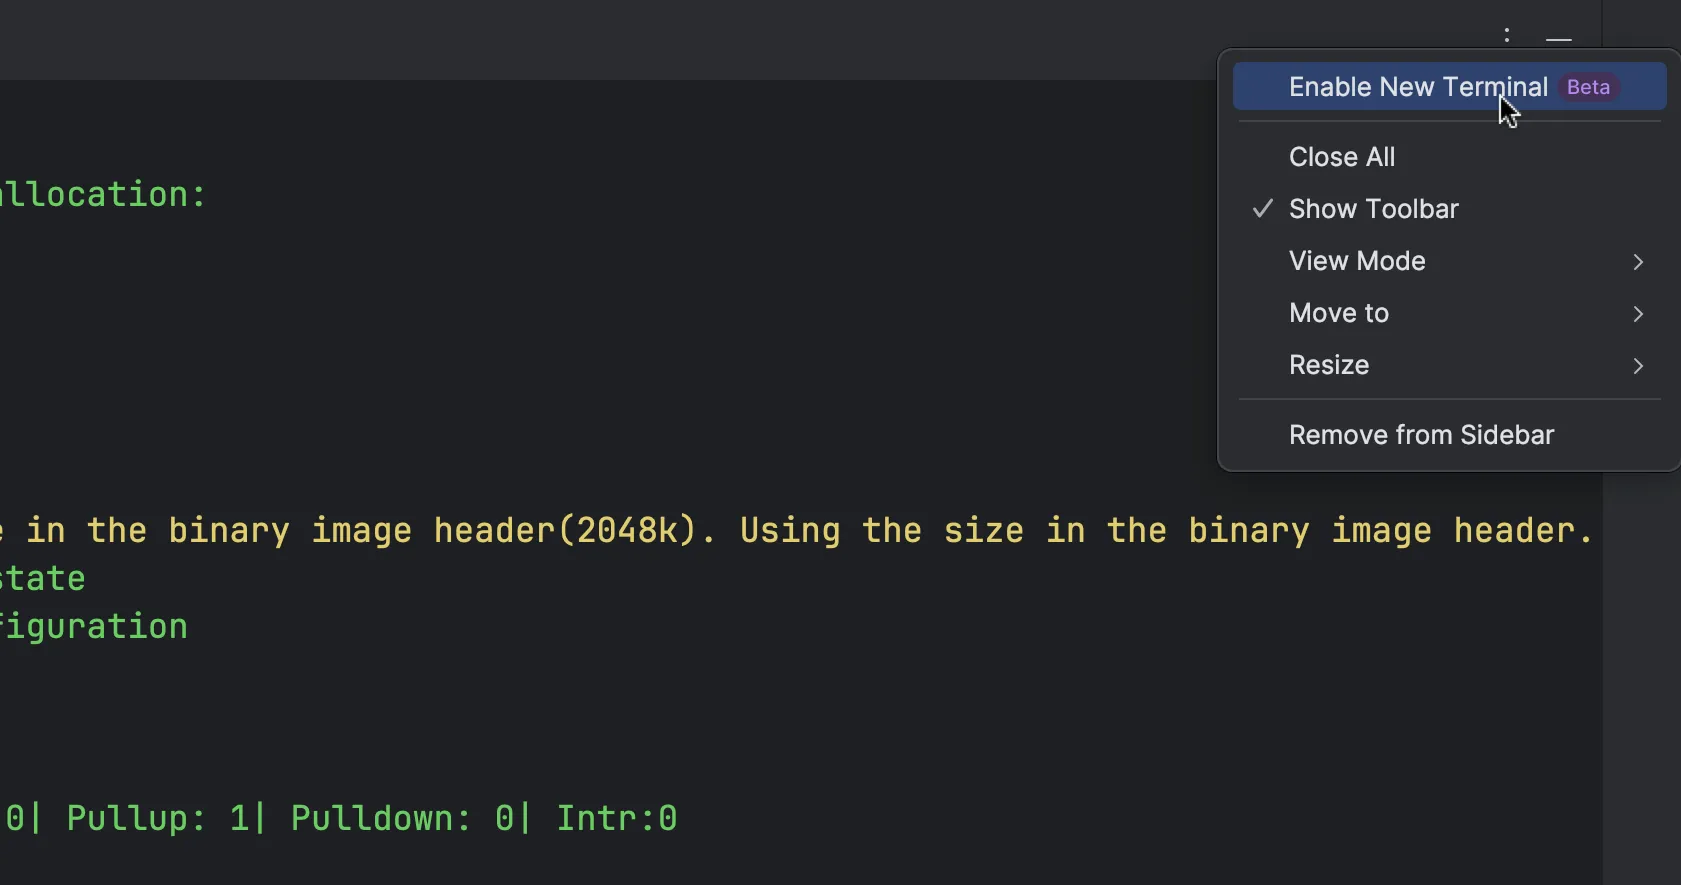 Enable New Terminal Beta
Close All
Show Toolbar
View Mode
Move to
Resize
Remove from Sidebar
llocation:
e in the binary image header(2048k). Using the size in the binary image header.
state
figuration
0| Pullup: 1| Pulldown: 0| Intr:0